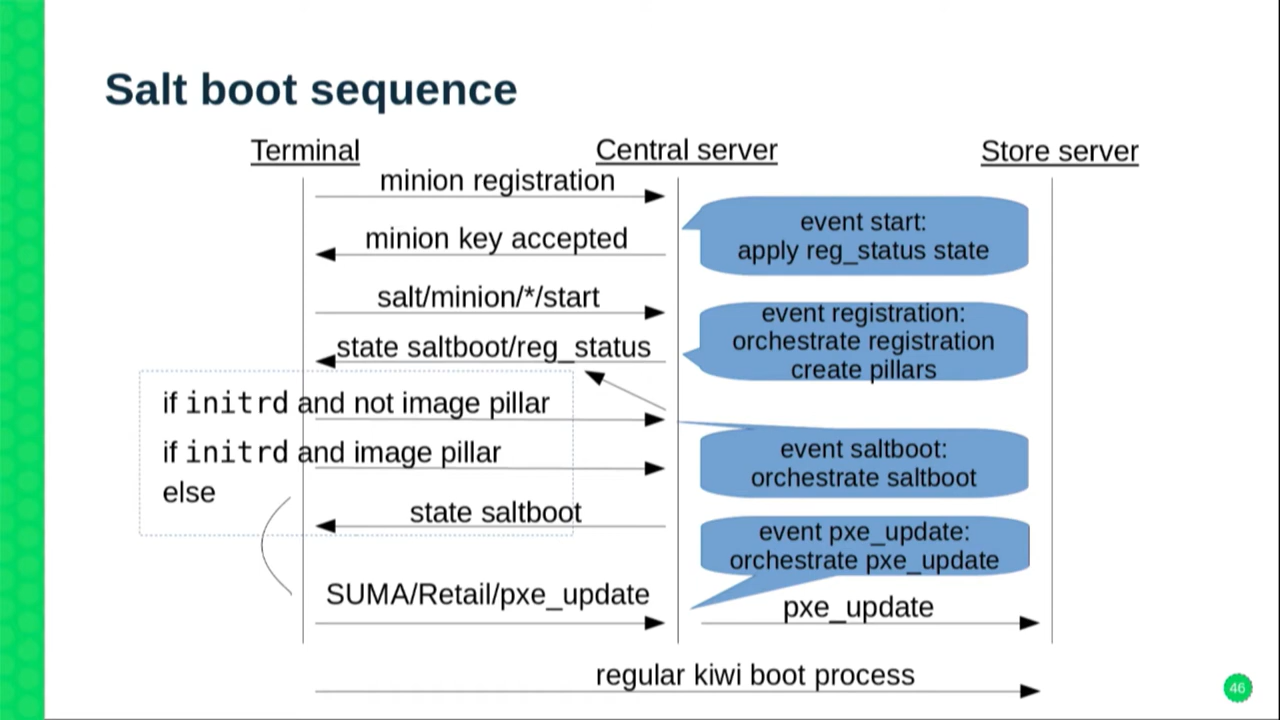 Salt boot sequence
Terminal
Central server
Store server
minion registration
event start:
apply reg_status state
minion key accepted
salt/minion/*/start
event registration:
orchestrate registration
create pillars
state saltboot/reg_status
if initrd and not image pillar
if initrd and image pillar
else
event saltboot:
orchestrate saltboot
state saltboot
event pxe_update:
orchestrate pxe_update
SUMA/Retail/pxe_update
pxe_update
regular kiwi boot process
46